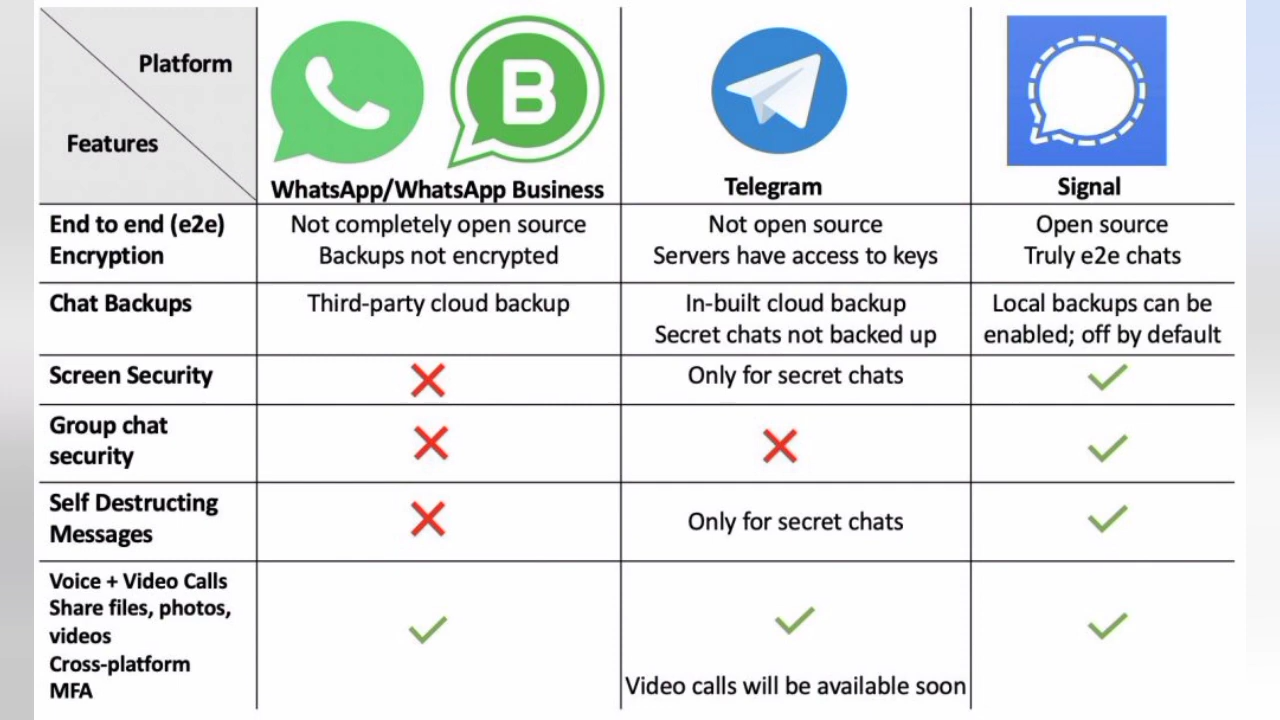 Platform
Features
B
WhatsApp/WhatsApp Business
Telegram
Signal
End to end (e2e)
Encryption
Not completely open source
Backups not encrypted
Not open source
Servers have access to keys
Open source
Truly e2e chats
Chat Backups
Third-party cloud backup
In-built cloud backup
Secret chats not backed up
Local backups can be
enabled; off by default
Screen Security
Only for secret chats
Group chat
security
Self Destructing
Messages
Only for secret chats
Voice + Video Calls
Share files, photos,
videos
Cross-platform
MFA
Video calls will be available soon